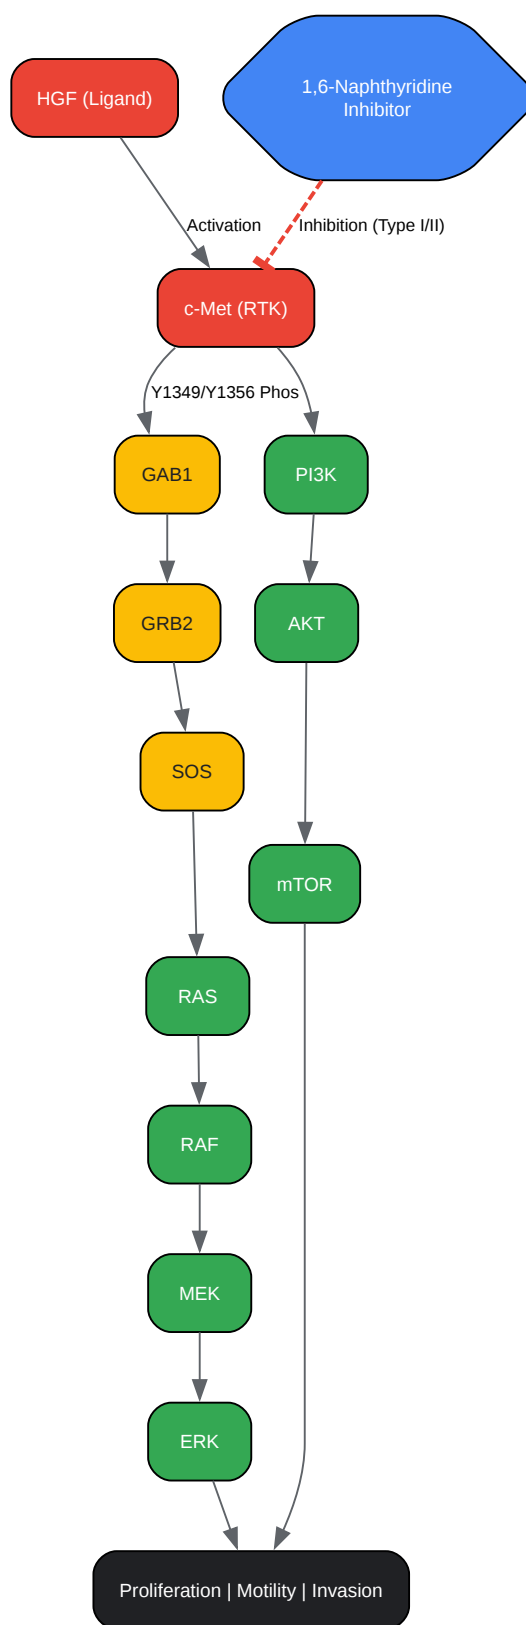 HGF (Ligand)
1,6-Naphthyridine
Inhibitor
Activation
Inhibition (Type I/II)
c-Met (RTK)
Y1349/Y1356 Phos
GAB1
PI3K
GRB2
AKT
SOS
mTOR
RAS
RAF
MEK
ERK
Proliferation | Motility | Invasion